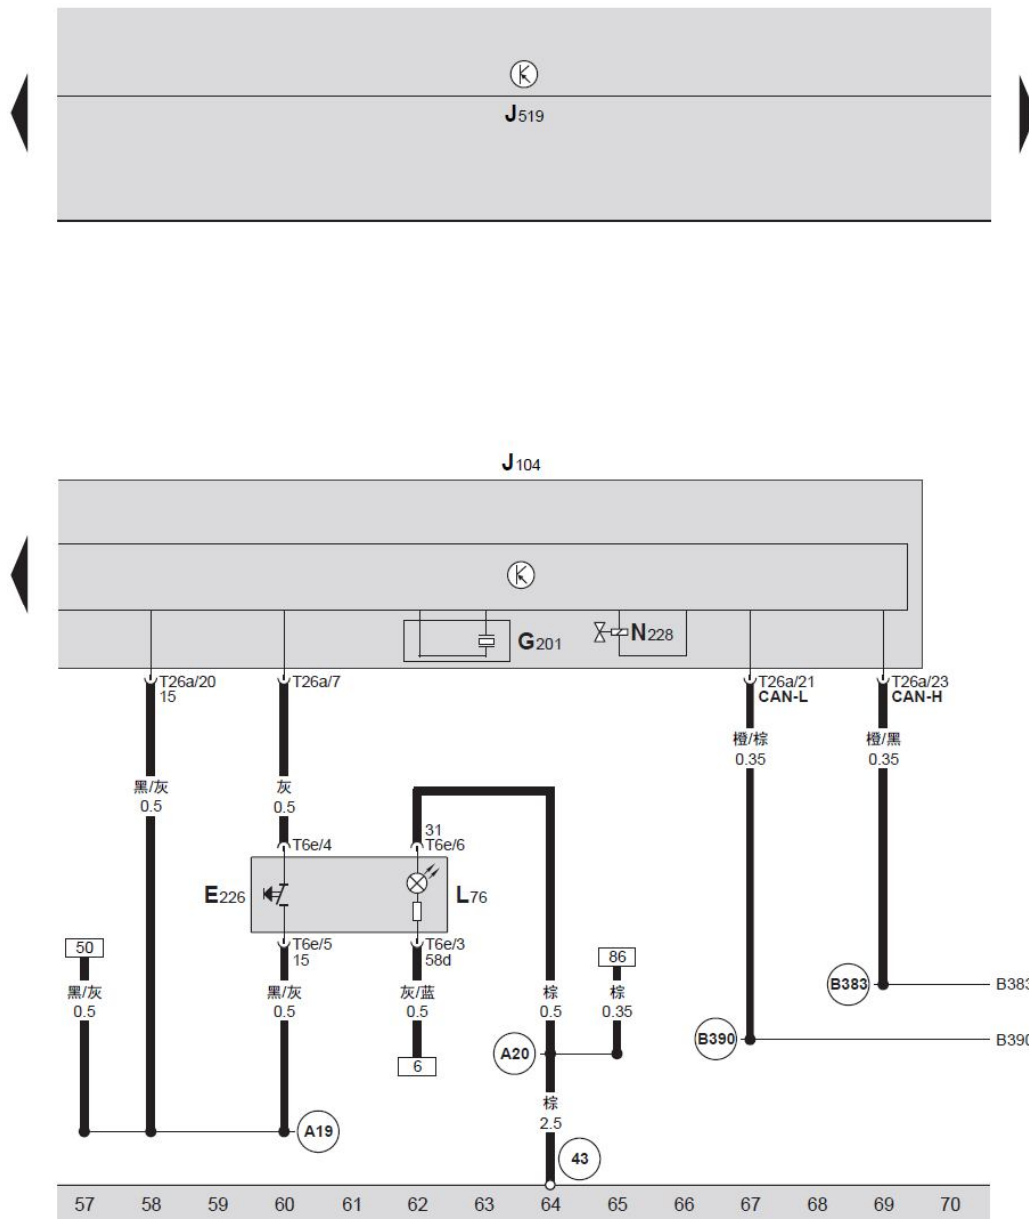 J519
J104
G201
N228
T26a/20
15
T26a/7
T26a/21
CAN-L
T26a/23
CAN-H
黑/灰
0.5
灰
0.5
橙/棕
0.35
橙/黑
0.35
31
T6e/4
T6e/6
E226
L76
50
T6e/5
15
T6e/3
58d
86
黑/灰
0.5
黑/灰
0.5
灰/蓝
0.5
棕
0.5
棕
0.35
B383
B383
B390
B390
A20
6
棕
2.5
A19
43
57 58 59 60 61 62 63 64 65 66 67 68 69 70